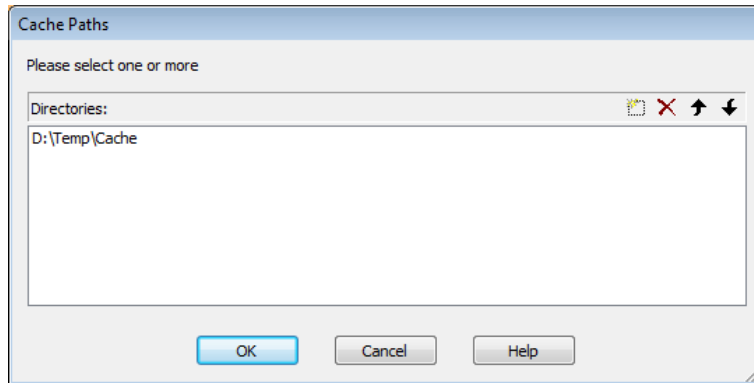 Cache Paths
Please select one or more
Directories:
D:\Temp\Cache
OK Cancel Help